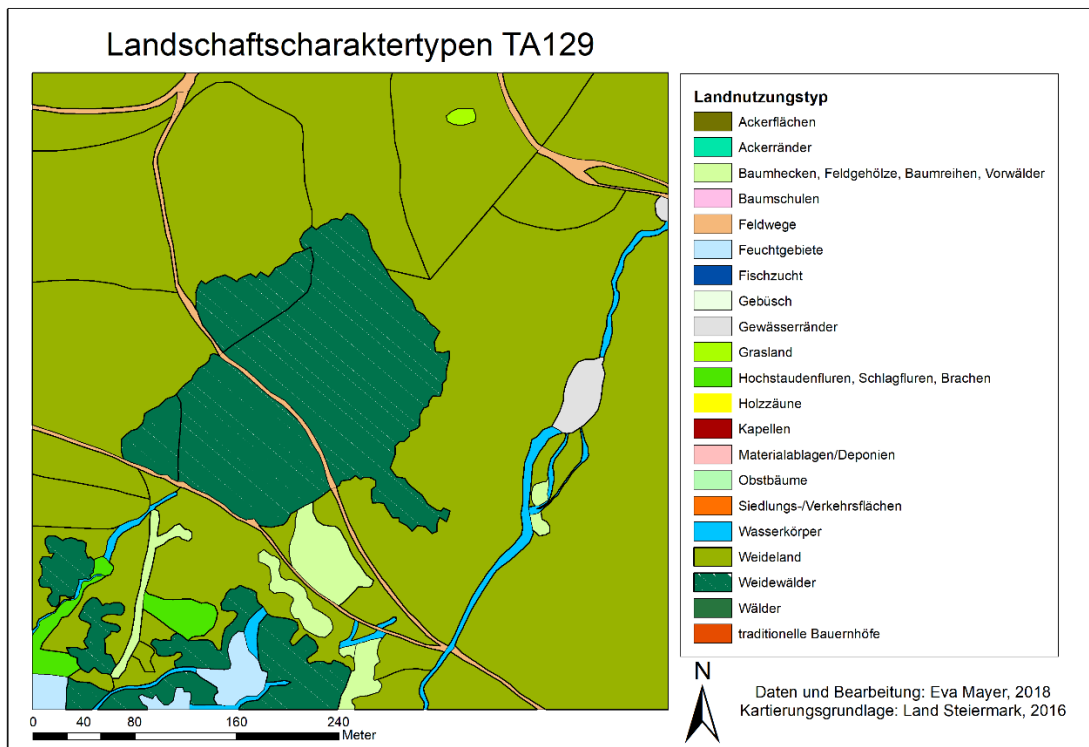 Landschaftscharaktertypen TA129
Landnutzungstyp
Ackerflächen
Ackerränder
Baumhecken, Feldgehölze, Baumreihen, Vorwälder
Baumschulen
Feldwege
Feuchtgebiete
Fischzucht
Gebüsch
Gewässerränder
Grasland
Hochstaudenfluren, Schlagfluren, Brachen
Holzzäune
Kapellen
Materialablagen/Deponien
Obstbäume
Siedlungs-/Verkehrsflächen
Wasserkörper
Weideland
Weidewälder
Wälder
traditionelle Bauernhöfe
N
Daten und Bearbeitung: Eva Mayer, 2018
Kartierungsgrundlage: Land Steiermark, 2016
0 40 80 160 240
Meter